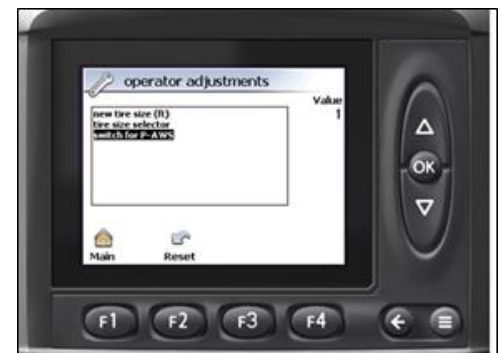 operator adjustments
Value
1
new tire size (ft)
tire size selector
switch for P-AWS
Main
Reset
OK
F1
F2
F3
F4